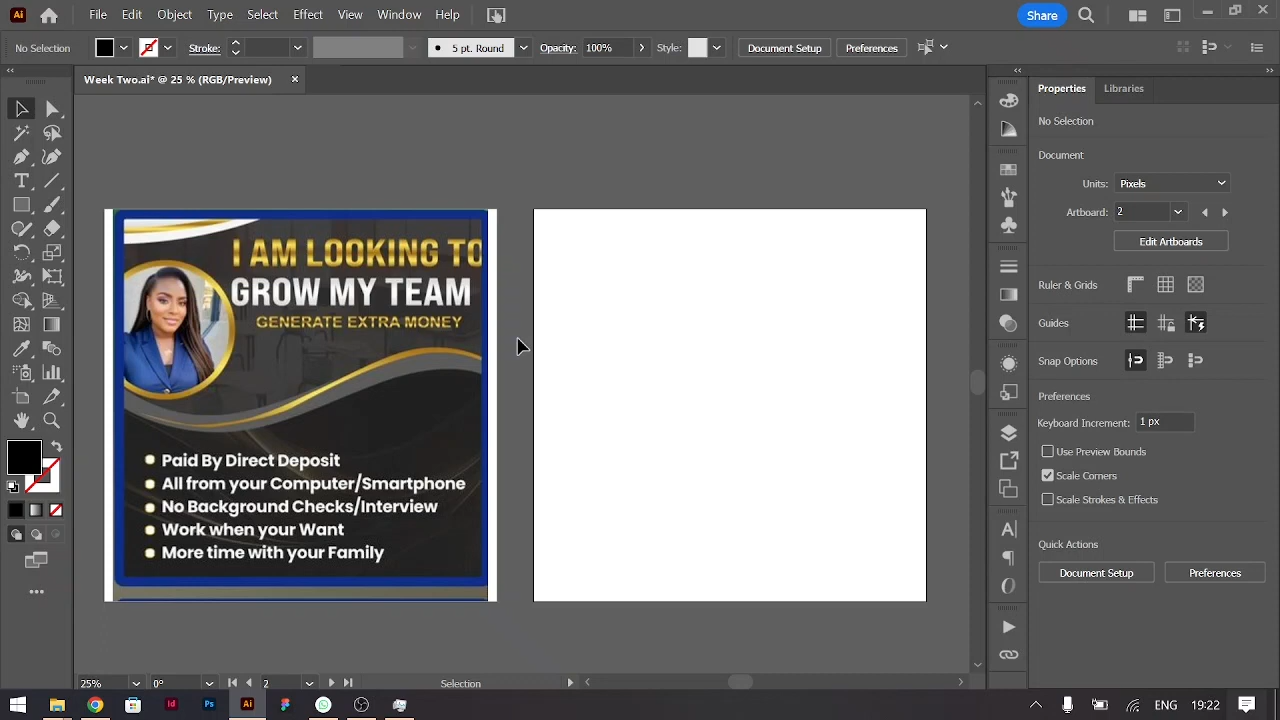 Ai File Edit Object Type Select Effect View Window Help Share
No Selection Stroke: 5 pt. Round Opacity: 100% Style: Document Setup Preferences
Week Two.ai* @ 25 % (RGB/Preview)
Properties Libraries
No Selection
Document
Units: Pixels
Artboard: 2
Edit Artboards
Ruler & Grids
Guides
Snap Options
Preferences
Keyboard Increment: 1 px
Use Preview Bounds
Scale Corners
Scale Strokes & Effects
Quick Actions
Document Setup Preferences
I AM LOOKING TO
GROW MY TEAM
GENERATE EXTRA MONEY
Paid By Direct Deposit
All from your Computer/Smartphone
No Background Checks/Interview
Work when your Want
More time with your Family
25% 0° 2 Selection
Id Ps Ai ENG 19:22